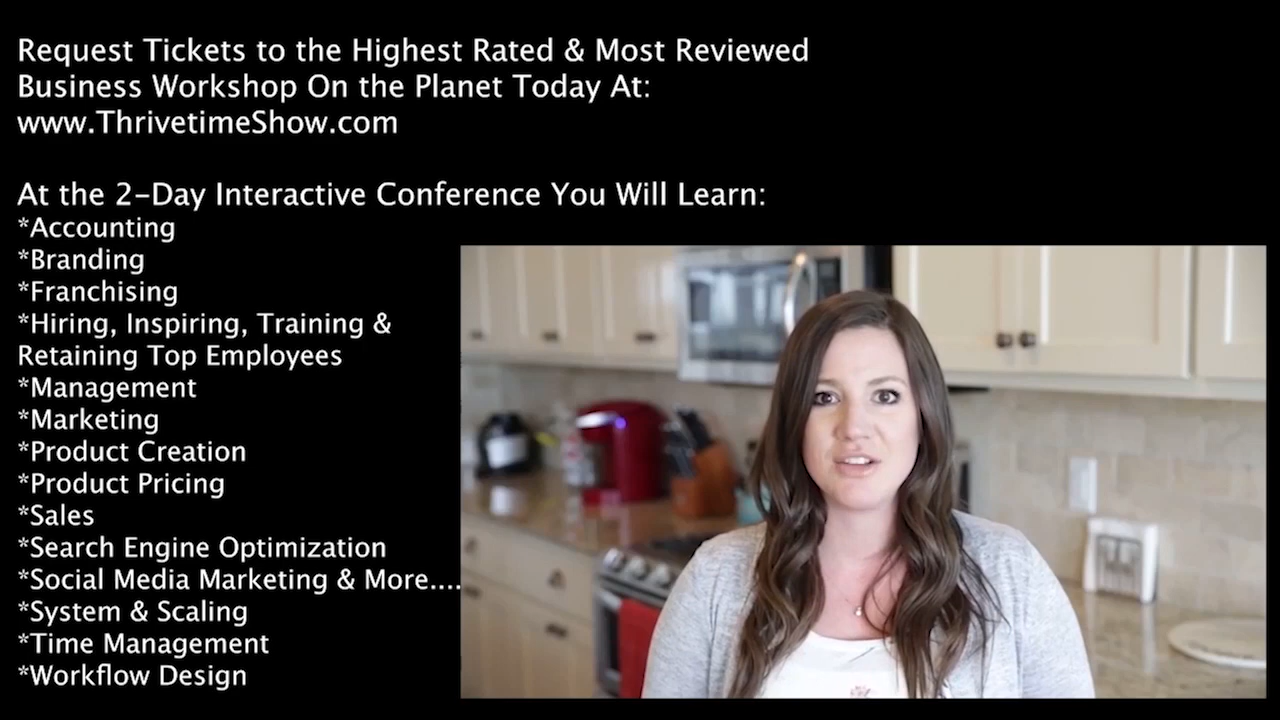 Request Tickets to the Highest Rated & Most Reviewed
Business Workshop On the Planet Today At:
www.ThrivetimeShow.com
At the 2-Day Interactive Conference You Will Learn:
*Accounting
*Branding
*Franchising
*Hiring, Inspiring, Training &
Retaining Top Employees
*Management
*Marketing
*Product Creation
*Product Pricing
*Sales
*Search Engine Optimization
*Social Media Marketing & More....
*System & Scaling
*Time Management
*Workflow Design